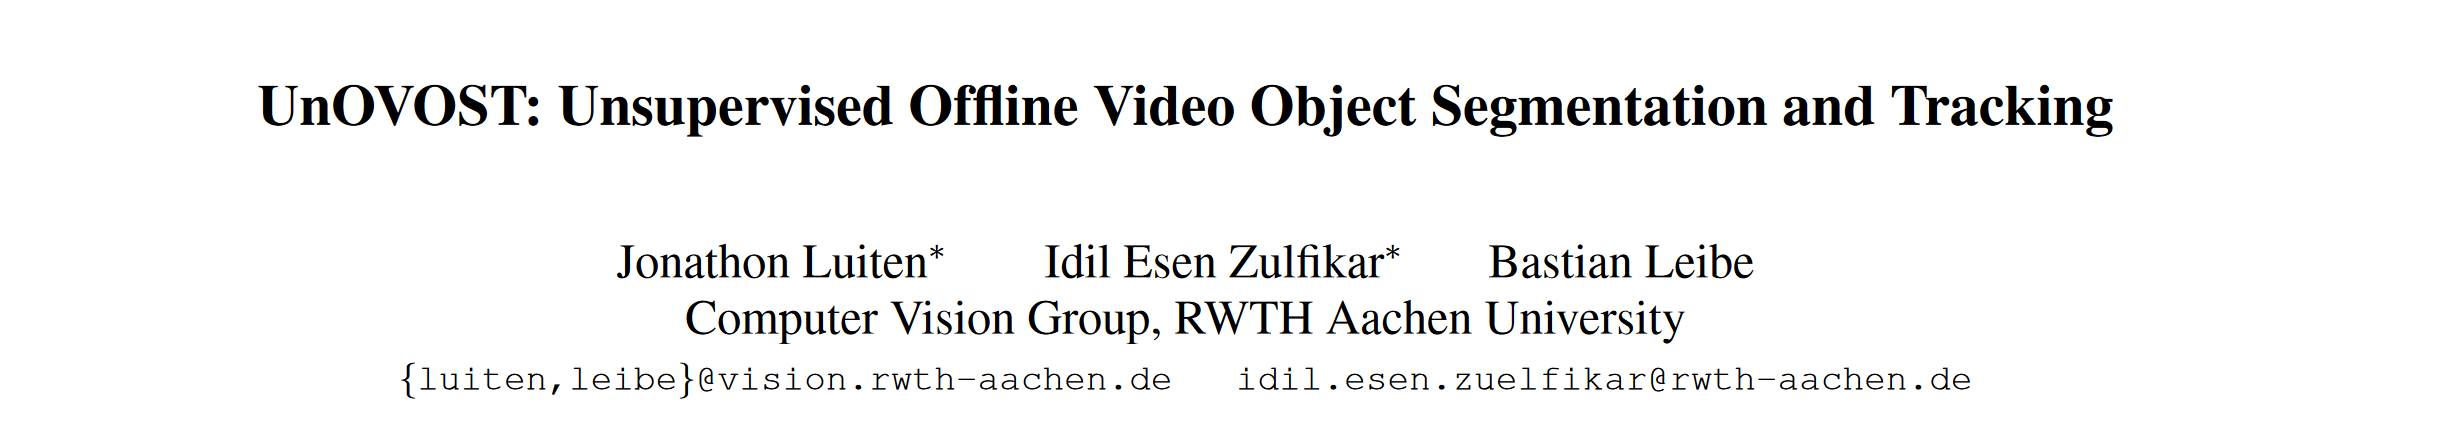 UnOVOST: Unsupervised Offline Video Object Segmentation and Tracking
Jonathon Luiten* Idil Esen Zulfikar* Bastian Leibe
Computer Vision Group, RWTH Aachen University
{luiten,leibe}@vision.rwth-aachen.de idil.esen.zuelfikar@rwth-aachen.de